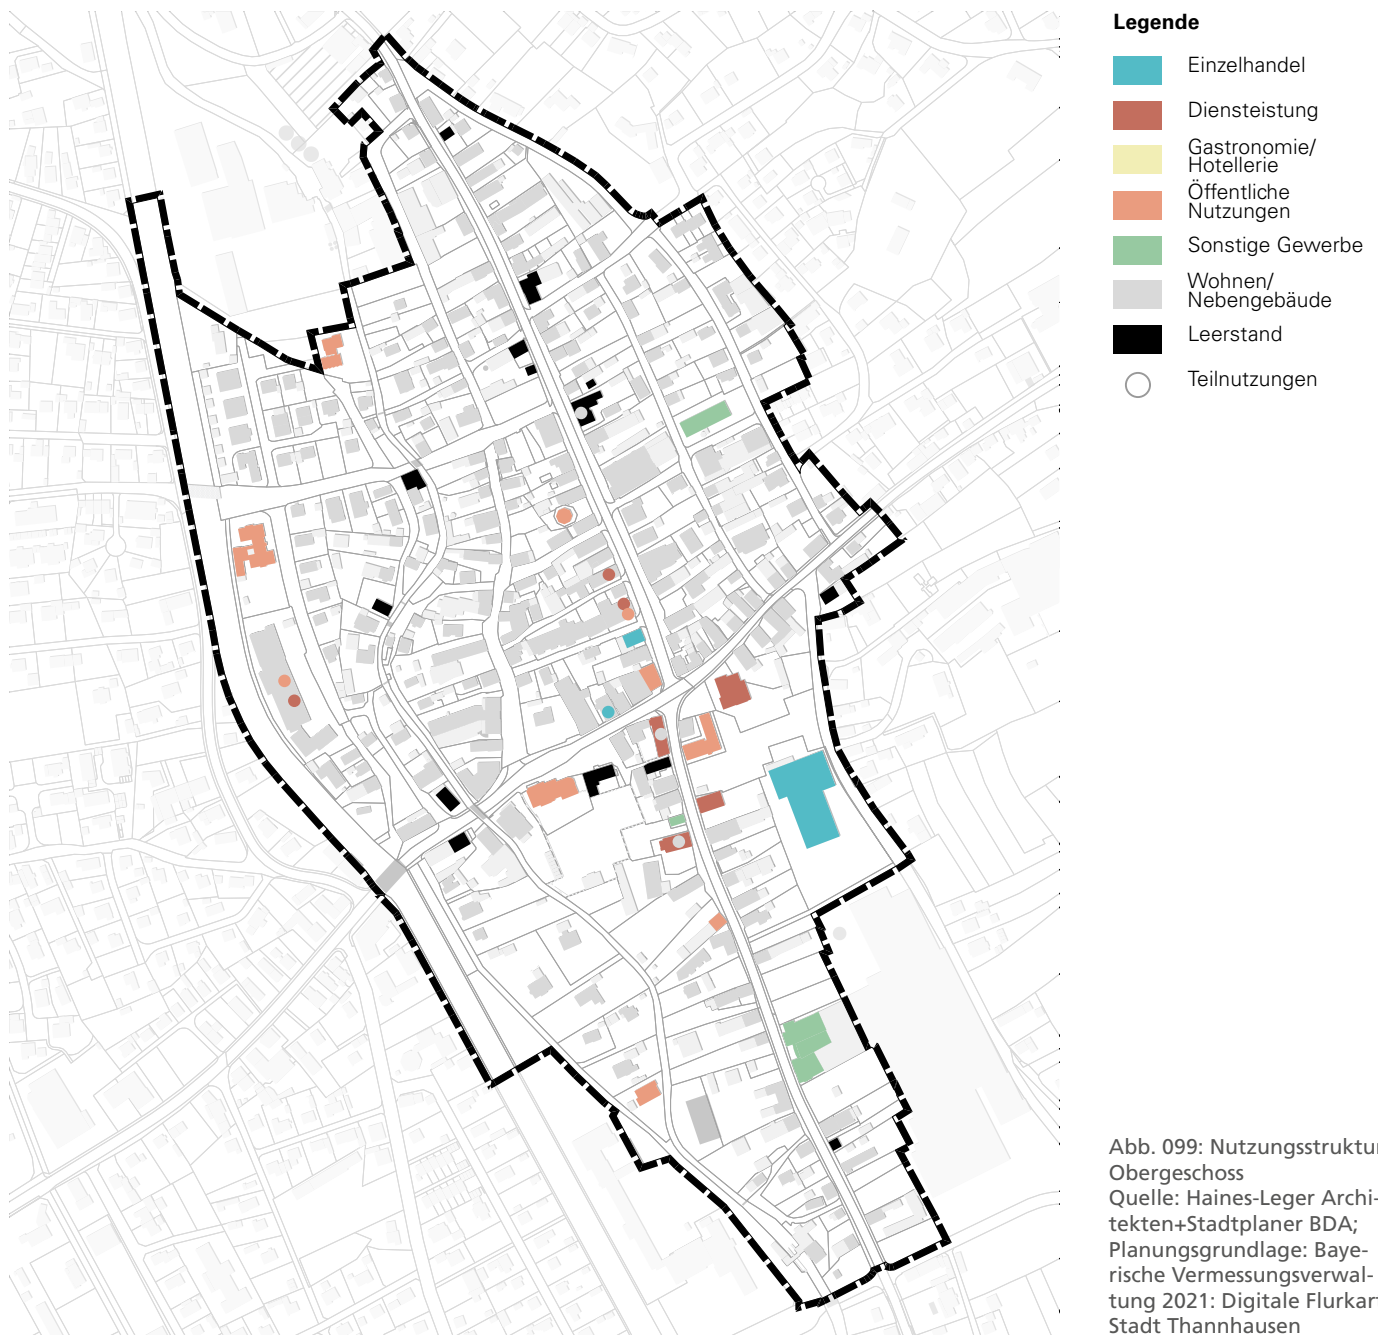 Legende
Einzelhandel
Diensteistung
Gastronomie/
Hotellerie
Öffentliche
Nutzungen
Sonstige Gewerbe
Wohnen/
Nebengebäude
Leerstand
Teilnutzungen
Abb. 099: Nutzungsstruktur
Obergeschoss
Quelle: Haines-Leger Archi-
tekten+Stadtplaner BDA;
Planungsgrundlage: Baye-
rische Vermessungsverwal-
tung 2021: Digitale Flurkart
Stadt Thannhausen